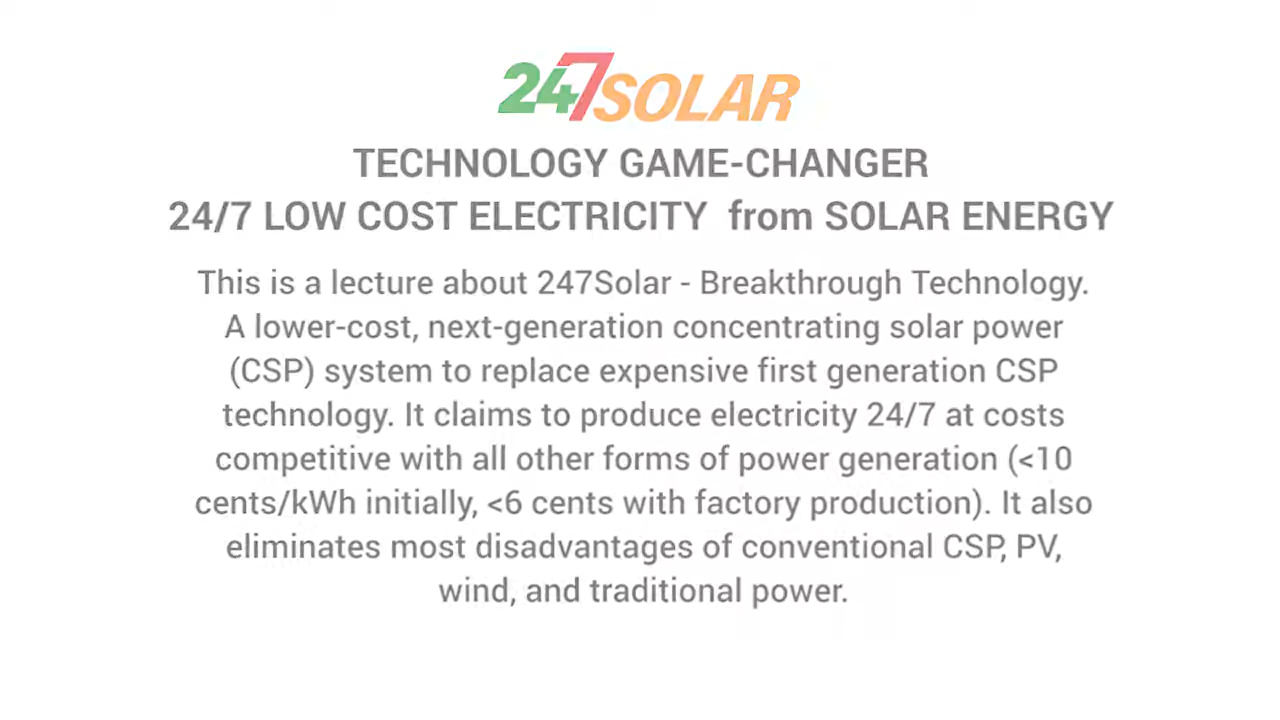 247SOLAR
TECHNOLOGY GAME-CHANGER
24/7 LOW COST ELECTRICITY from SOLAR ENERGY
This is a lecture about 247Solar - Breakthrough Technology.
A lower-cost, next-generation concentrating solar power
(CSP) system to replace expensive first generation CSP
technology. It claims to produce electricity 24/7 at costs
competitive with all other forms of power generation (<10
cents/kWh initially, <6 cents with factory production). It also
eliminates most disadvantages of conventional CSP, PV,
wind, and traditional power.